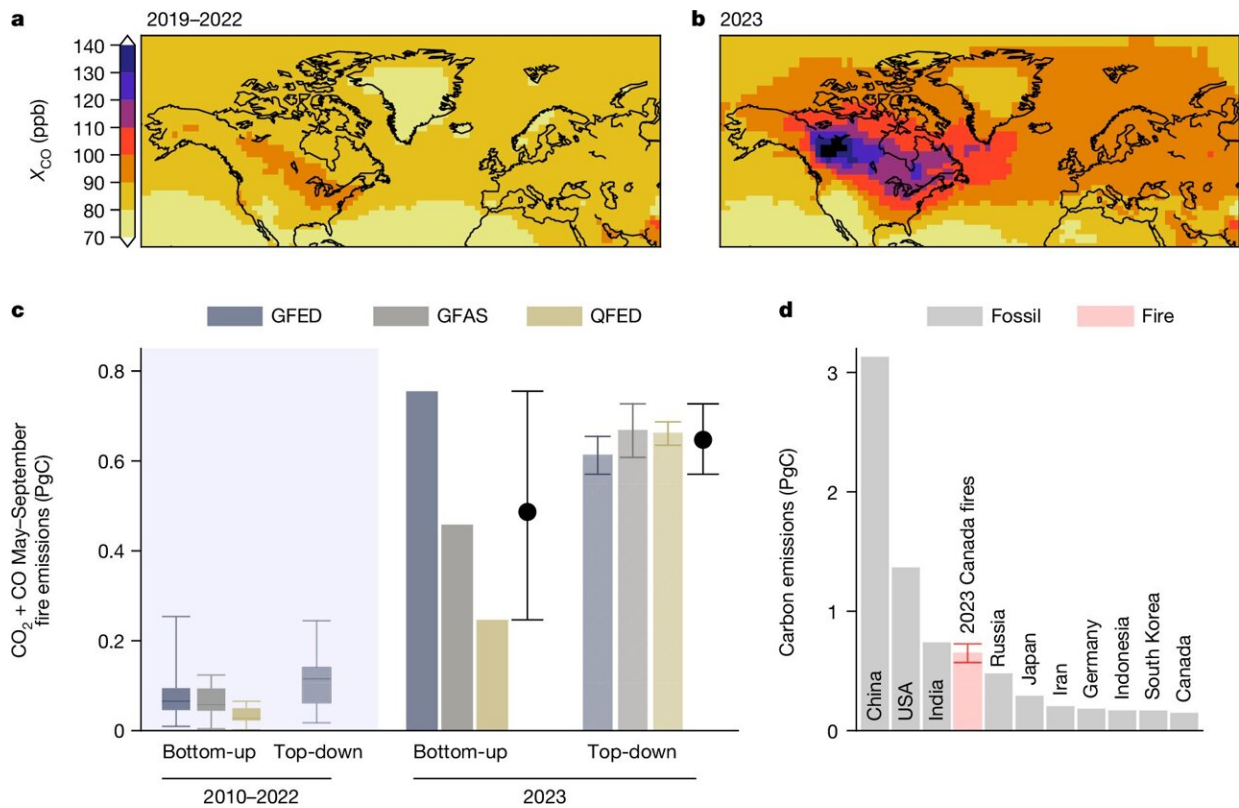 a 2019–2022
140
130
120
110
100
90
80
70
X_CO (ppb)
b 2023
c
GFED GFAS QFED
0.8
0.6
0.4
0.2
0
CO₂ + CO May–September
fire emissions (PgC)
Bottom-up Top-down Bottom-up Top-down
2010–2022 2023
d
Fossil Fire
3
2
1
0
Carbon emissions (PgC)
China
USA
India
2023 Canada fires
Russia
Japan
Iran
Germany
Indonesia
South Korea
Canada